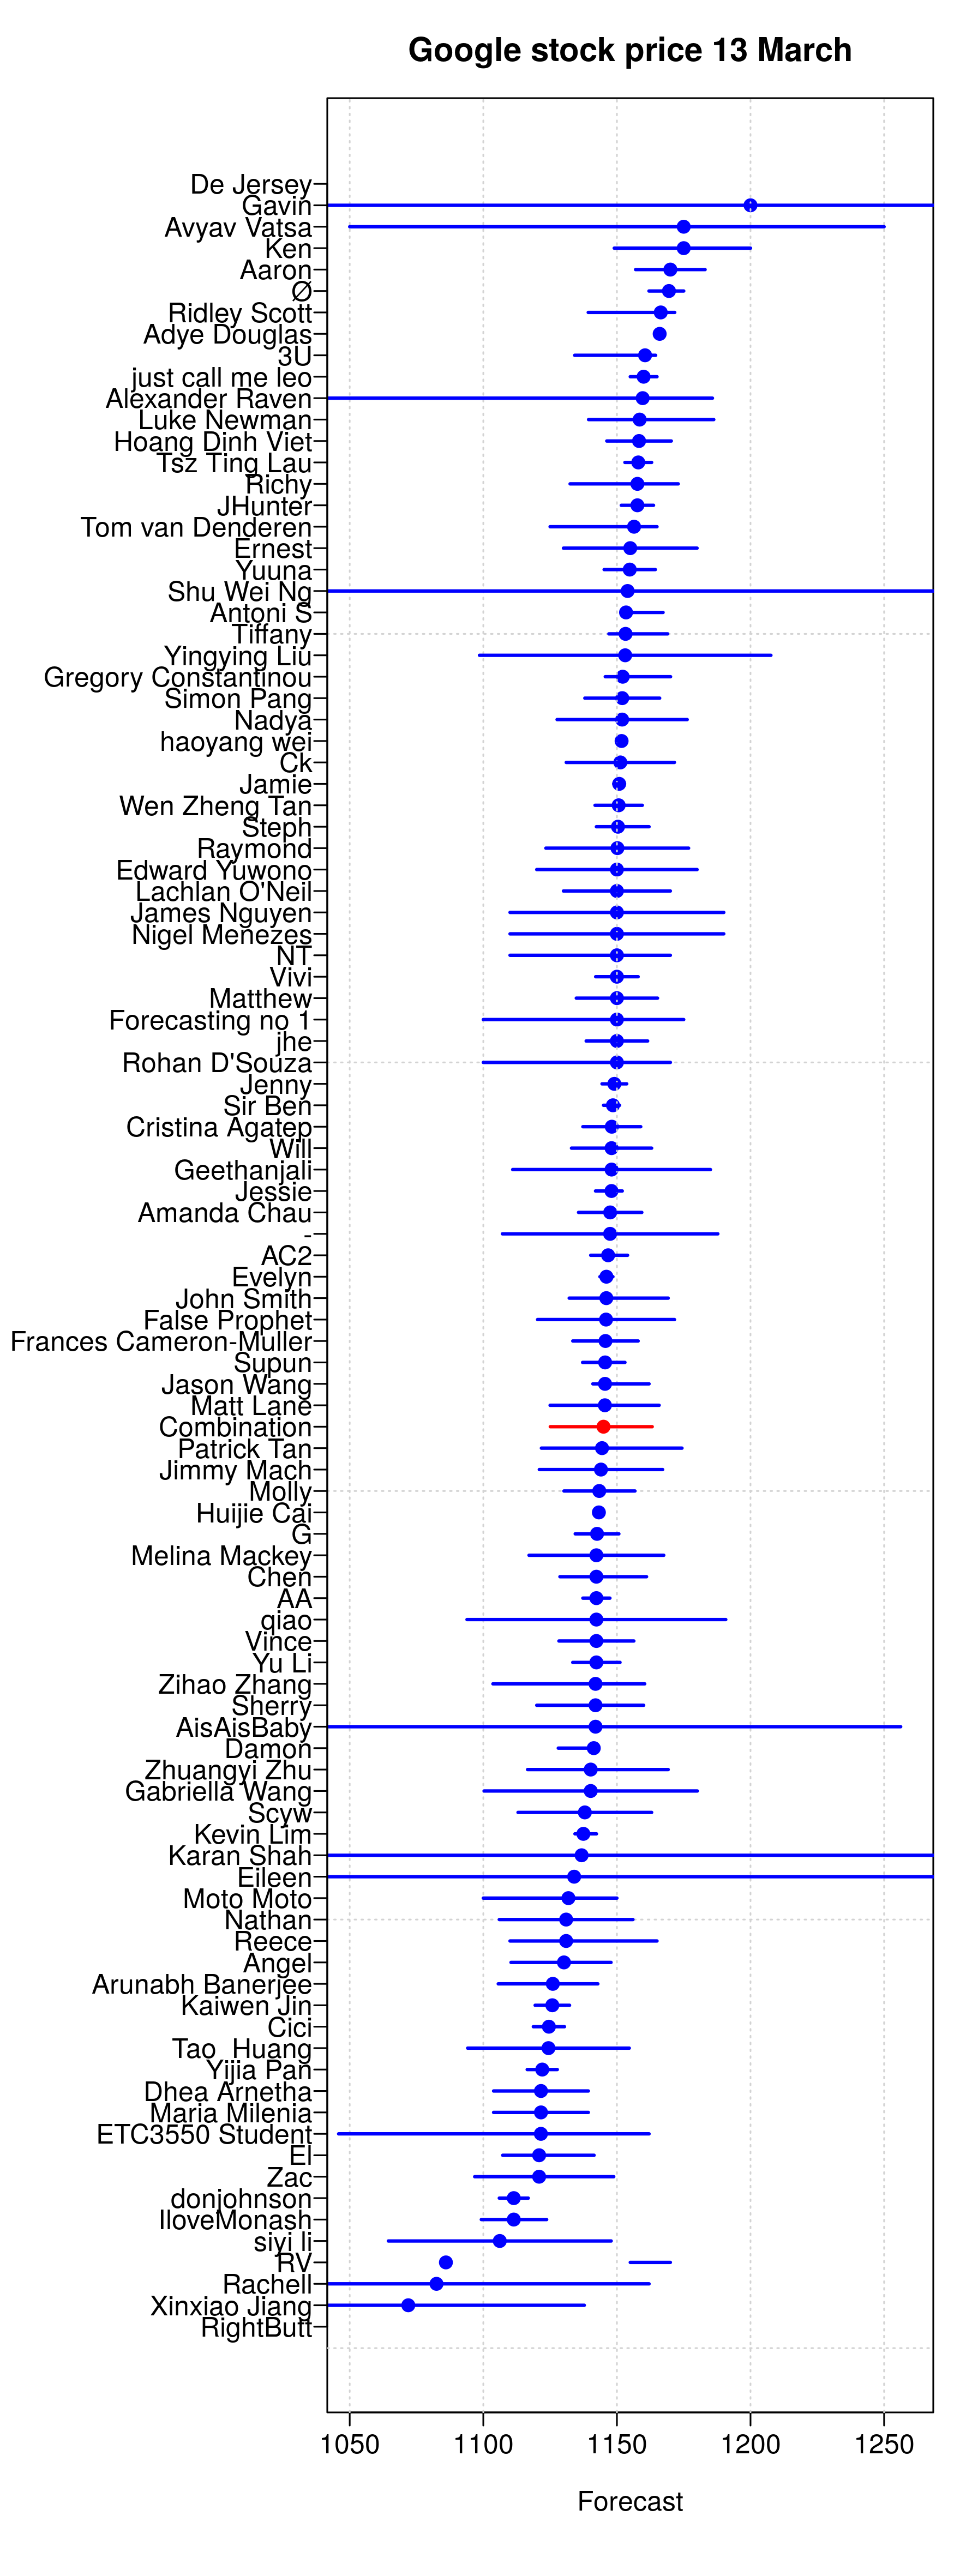 Google stock price 13 March
De Jersey
Gavin
Avyav Vatsa
Ken
Aaron
Ø
Ridley Scott
Adye Douglas
3U
just call me leo
Alexander Raven
Luke Newman
Hoang Dinh Viet
Tsz Ting Lau
Richy
JHunter
Tom van Denderen
Ernest
Yuuna
Shu Wei Ng
Antoni S
Tiffany
Yingying Liu
Gregory Constantinou
Simon Pang
Nadya
haoyang wei
Ck
Jamie
Wen Zheng Tan
Steph
Raymond
Edward Yuwono
Lachlan O'Neil
James Nguyen
Nigel Menezes
NT
Vivi
Matthew
Forecasting no 1
jhe
Rohan D'Souza
Jenny
Sir Ben
Cristina Agatep
Will
Geethanjali
Jessie
Amanda Chau
-
AC2
Evelyn
John Smith
False Prophet
Frances Cameron-Muller
Supun
Jason Wang
Matt Lane
Combination
Patrick Tan
Jimmy Mach
Molly
Huijie Cai
G
Melina Mackey
Chen
AA
qiao
Vince
Yu Li
Zihao Zhang
Sherry
AisAisBaby
Damon
Zhuangyi Zhu
Gabriella Wang
Scyw
Kevin Lim
Karan Shah
Eileen
Moto Moto
Nathan
Reece
Angel
Arunabh Banerjee
Kaiwen Jin
Cici
Tao  Huang
Yijia Pan
Dhea Arnetha
Maria Milenia
ETC3550 Student
El
Zac
donjohnson
IloveMonash
siyi li
RV
Rachell
Xinxiao Jiang
RightButt
1050 1100 1150 1200 1250
Forecast